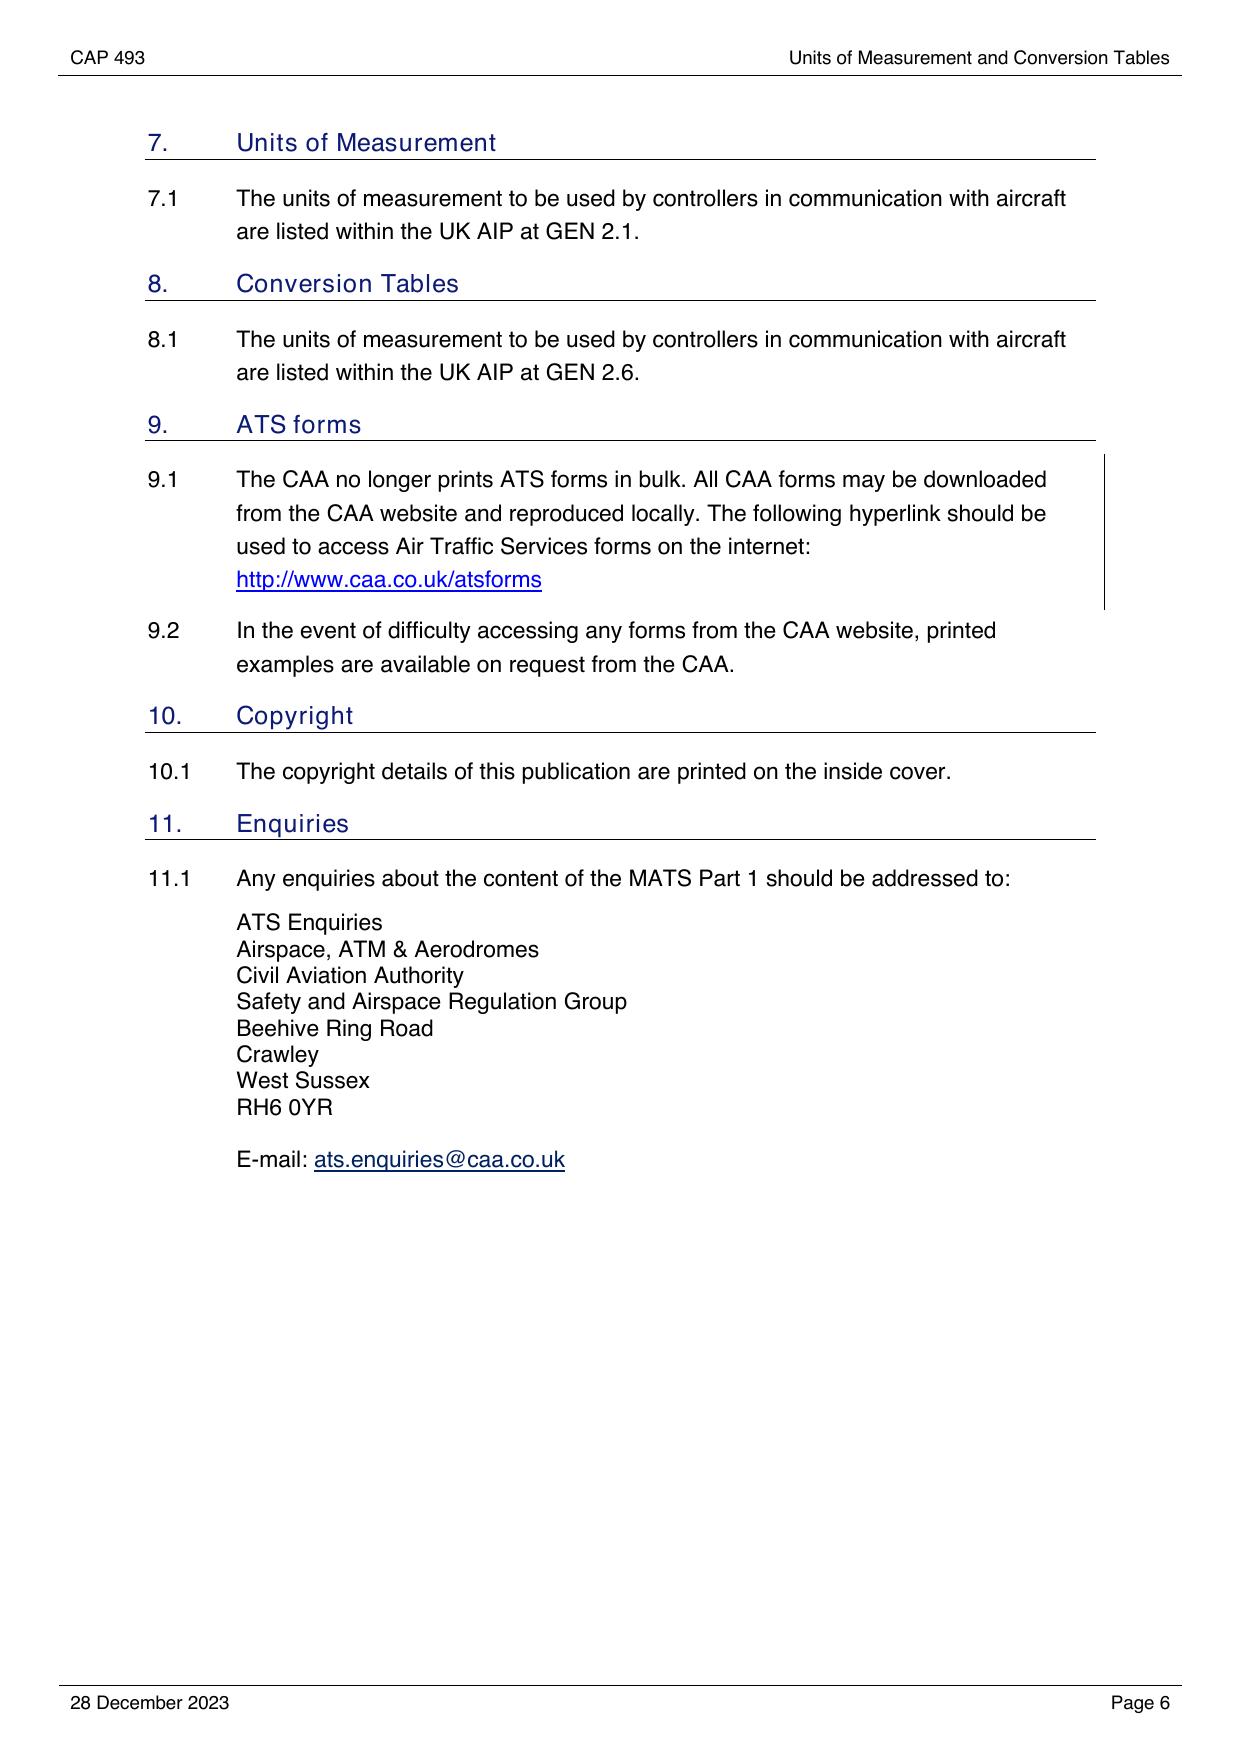 CAP 493 Units of Measurement and Conversion Tables
7. Units of Measurement
7.1 The units of measurement to be used by controllers in communication with aircraft
are listed within the UK AIP at GEN 2.1.
8. Conversion Tables
8.1 The units of measurement to be used by controllers in communication with aircraft
are listed within the UK AIP at GEN 2.6.
9. ATS forms
9.1 The CAA no longer prints ATS forms in bulk. All CAA forms may be downloaded
from the CAA website and reproduced locally. The following hyperlink should be
used to access Air Traffic Services forms on the internet:
http://www.caa.co.uk/atsforms
9.2 In the event of difficulty accessing any forms from the CAA website, printed
examples are available on request from the CAA.
10. Copyright
10.1 The copyright details of this publication are printed on the inside cover.
11. Enquiries
11.1 Any enquiries about the content of the MATS Part 1 should be addressed to:
ATS Enquiries
Airspace, ATM & Aerodromes
Civil Aviation Authority
Safety and Airspace Regulation Group
Beehive Ring Road
Crawley
West Sussex
RH6 0YR
E-mail: ats.enquiries@caa.co.uk
28 December 2023 Page 6